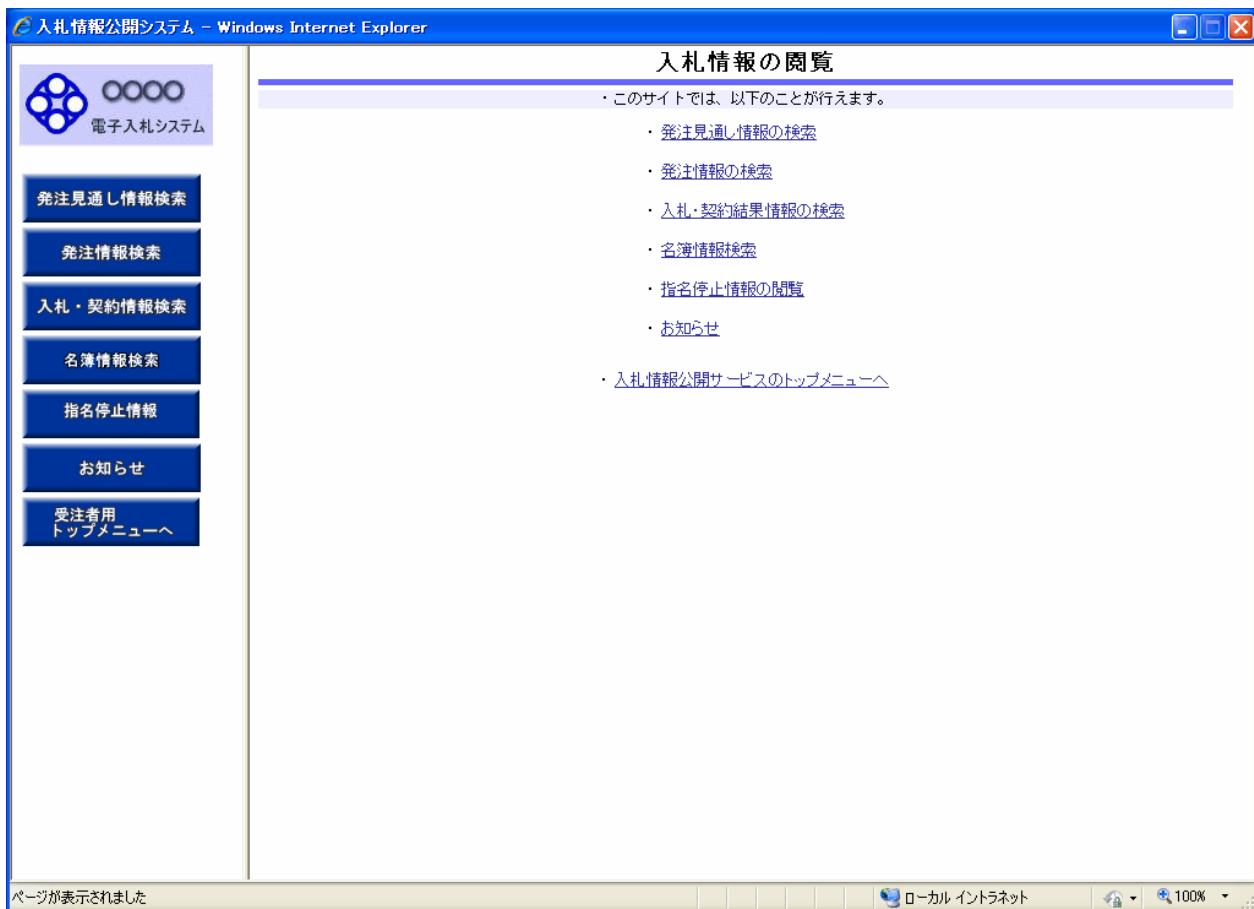 入札情報公開システム - Windows Internet Explorer
〇〇〇〇
電子入札システム
発注見通し情報検索
発注情報検索
入札・契約情報検索
名簿情報検索
指名停止情報
お知らせ
受注者用
トップメニューへ
入札情報の閲覧
・このサイトでは、以下のことが行えます。
・発注見通し情報の検索
・発注情報の検索
・入札・契約結果情報の検索
・名簿情報検索
・指名停止情報の閲覧
・お知らせ
・入札情報公開サービスのトップメニューへ
ページが表示されました
ローカル イントラネット
100%